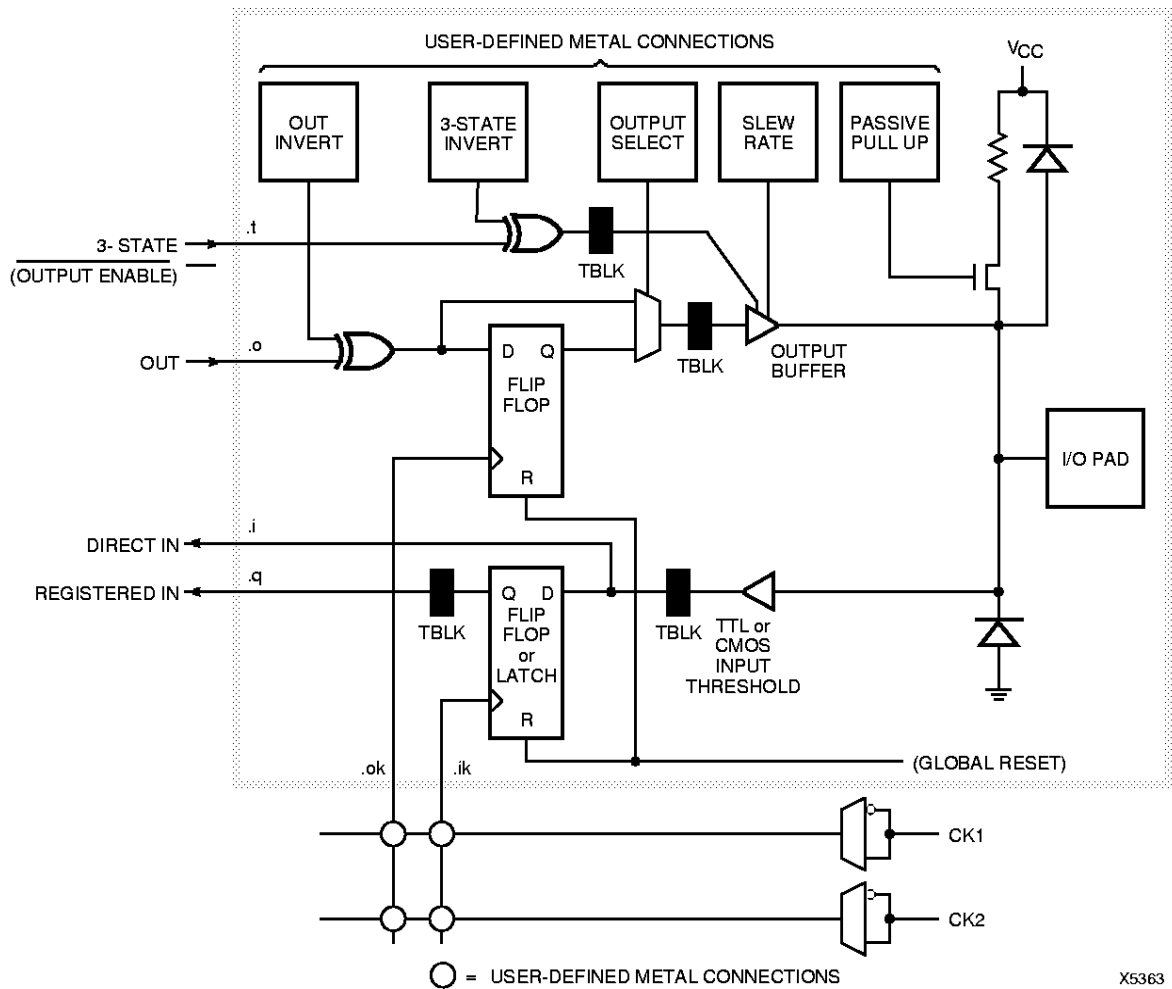 USER-DEFINED METAL CONNECTIONS
VCC
OUT
INVERT
3-STATE
INVERT
OUTPUT
SELECT
SLEW
RATE
PASSIVE
PULL UP
3- STATE
(OUTPUT ENABLE)
.t
TBLK
OUT
.o
D Q
FLIP
FLOP
R
TBLK
OUTPUT
BUFFER
I/O PAD
DIRECT IN
.i
REGISTERED IN
.q
TBLK
Q D
FLIP
FLOP
or
LATCH
R
TBLK
TTL or
CMOS
INPUT
THRESHOLD
.ok
.ik
(GLOBAL RESET)
CK1
CK2
= USER-DEFINED METAL CONNECTIONS
X5363